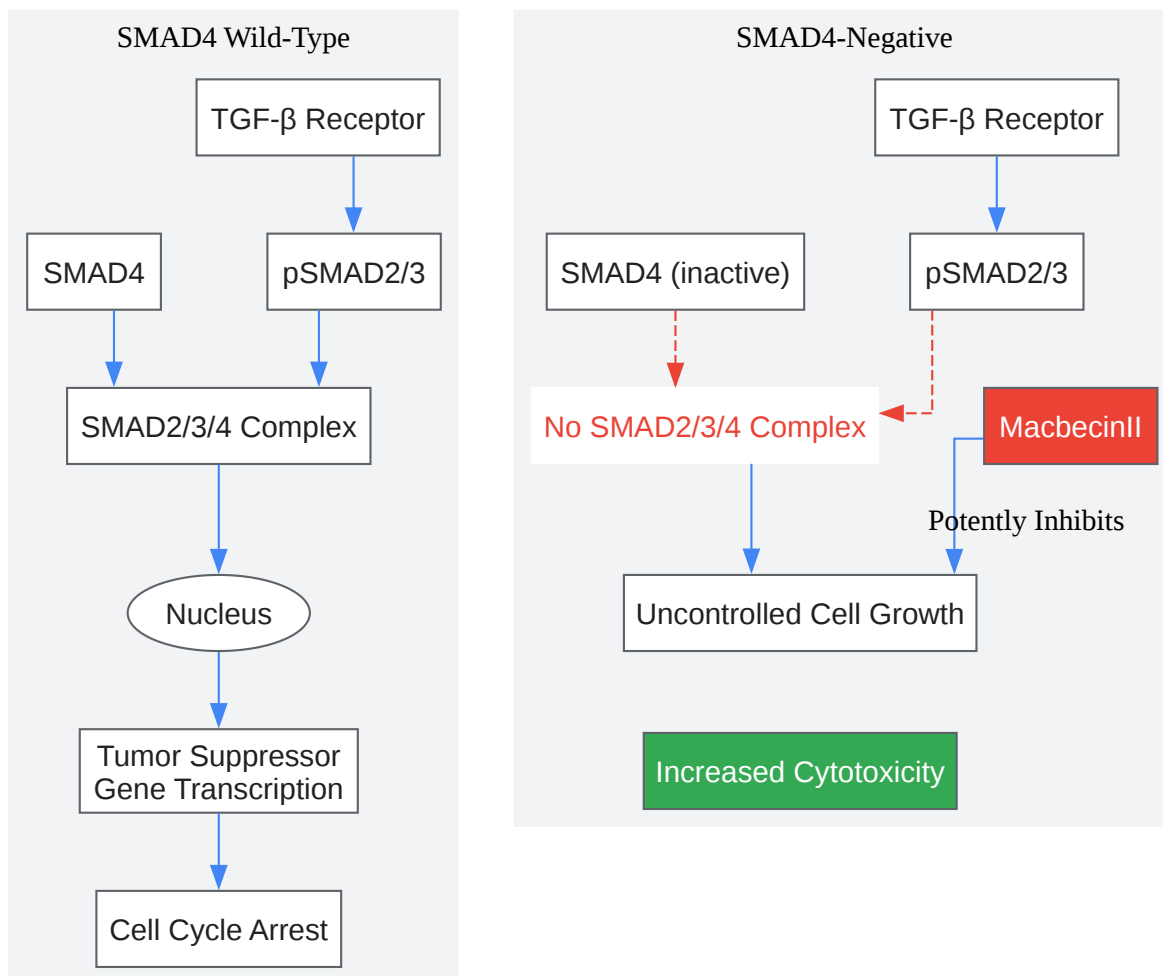 SMAD4 Wild-Type
TGF-β Receptor
SMAD4
pSMAD2/3
SMAD2/3/4 Complex
Nucleus
Tumor Suppressor
Gene Transcription
Cell Cycle Arrest
SMAD4-Negative
TGF-β Receptor
SMAD4 (inactive)
pSMAD2/3
No SMAD2/3/4 Complex
MacbecinII
Potently Inhibits
Uncontrolled Cell Growth
Increased Cytotoxicity